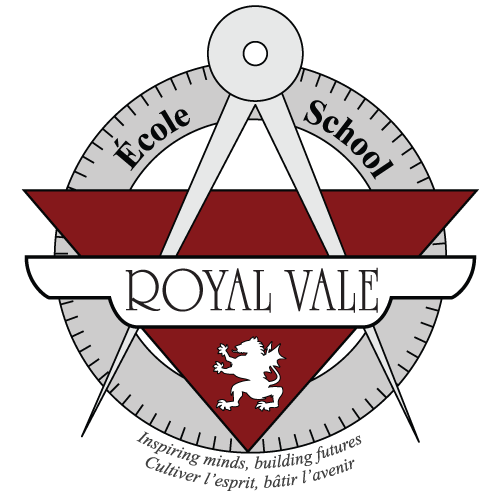 École School
ROYAL VALE
Inspiring minds, building futures
Cultiver l'esprit, bâtir l'avenir